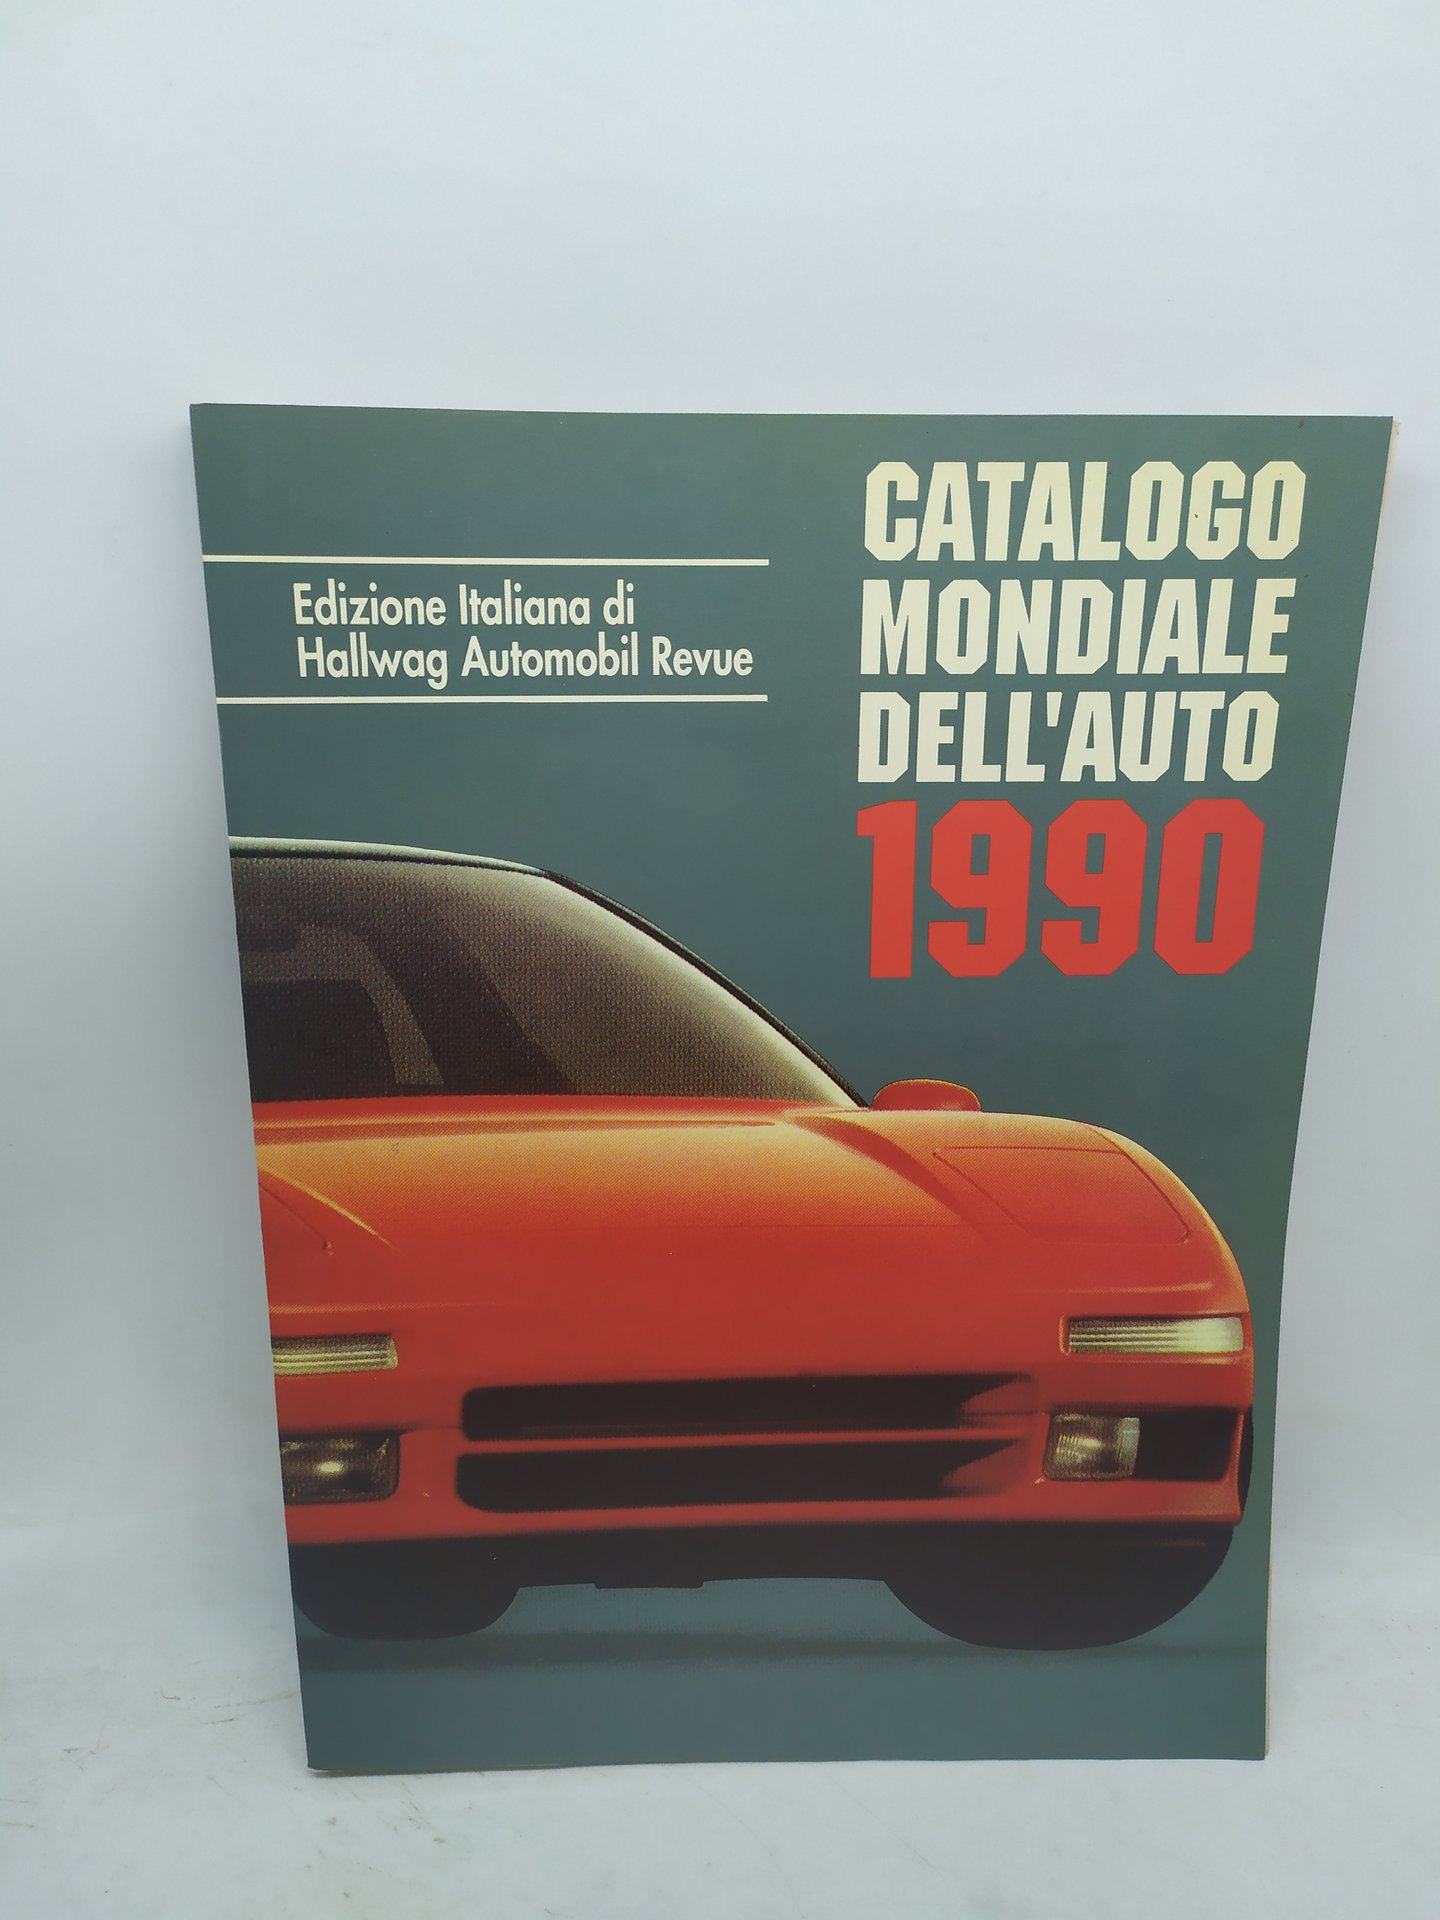 Edizione Italiana di
Hallwag Automobil Revue
CATALOGO
MONDIALE
DELL'AUTO
1990